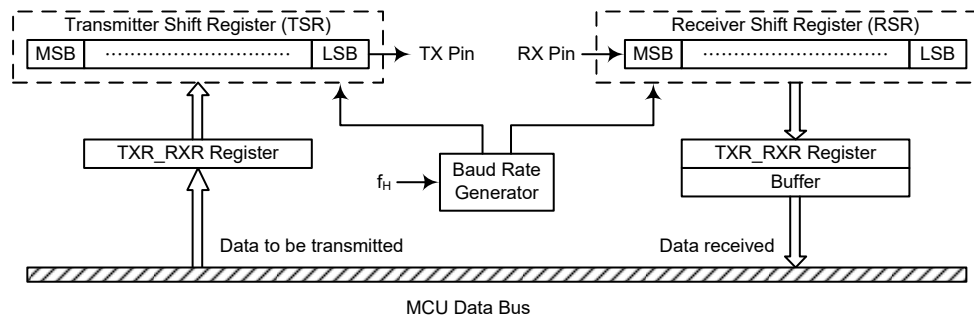 Transmitter Shift Register (TSR)
Receiver Shift Register (RSR)
MSB
LSB
TX Pin
RX Pin
MSB
LSB
TXR_RXR Register
Baud Rate
Generator
fH
TXR_RXR Register
Buffer
Data to be transmitted
Data received
MCU Data Bus